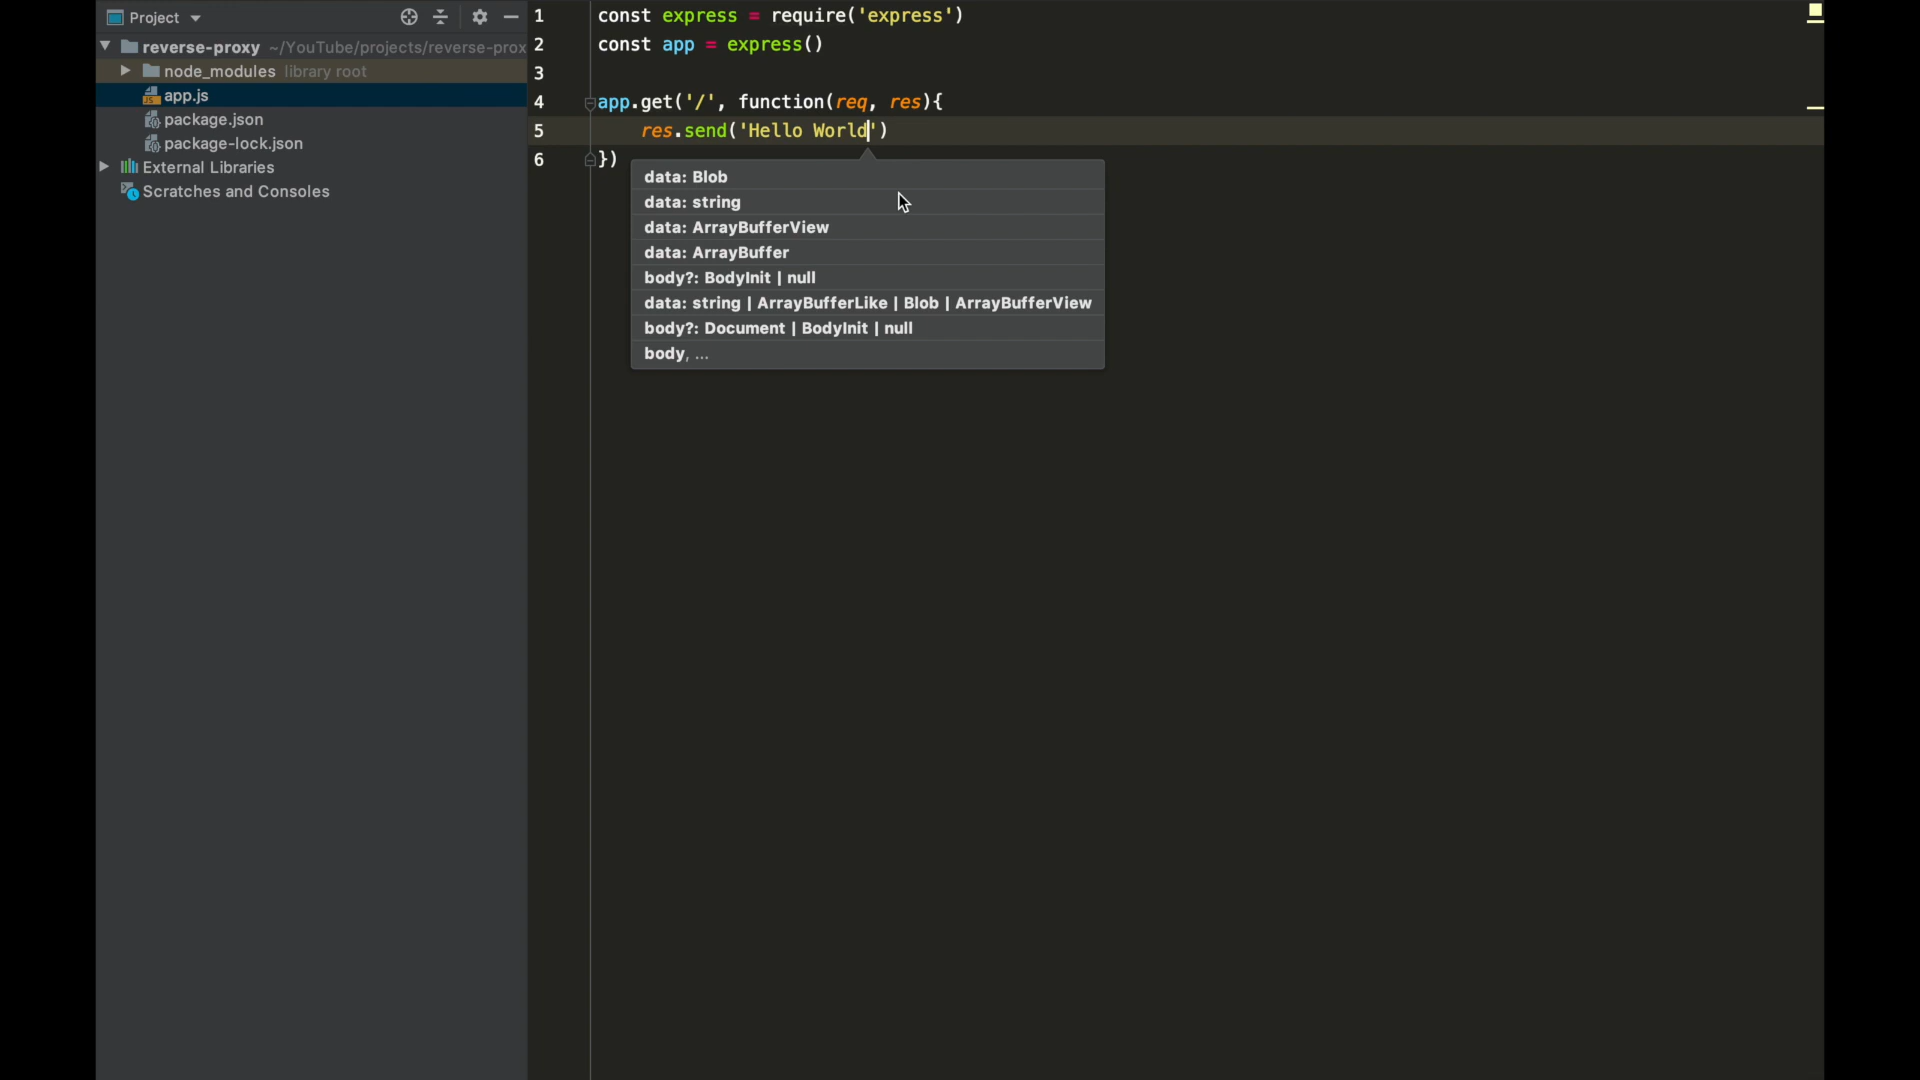 Project
reverse-proxy ~/YouTube/projects/reverse-prox
node_modules library root
app.js
package.json
package-lock.json
External Libraries
Scratches and Consoles
1 const express = require('express')
2 const app = express()
3
4 app.get('/', function(req, res){
5 res.send('Hello World')
6 })
data: Blob
data: string
data: ArrayBufferView
data: ArrayBuffer
body?: BodyInit | null
data: string | ArrayBufferLike | Blob | ArrayBufferView
body?: Document | BodyInit | null
body, ...